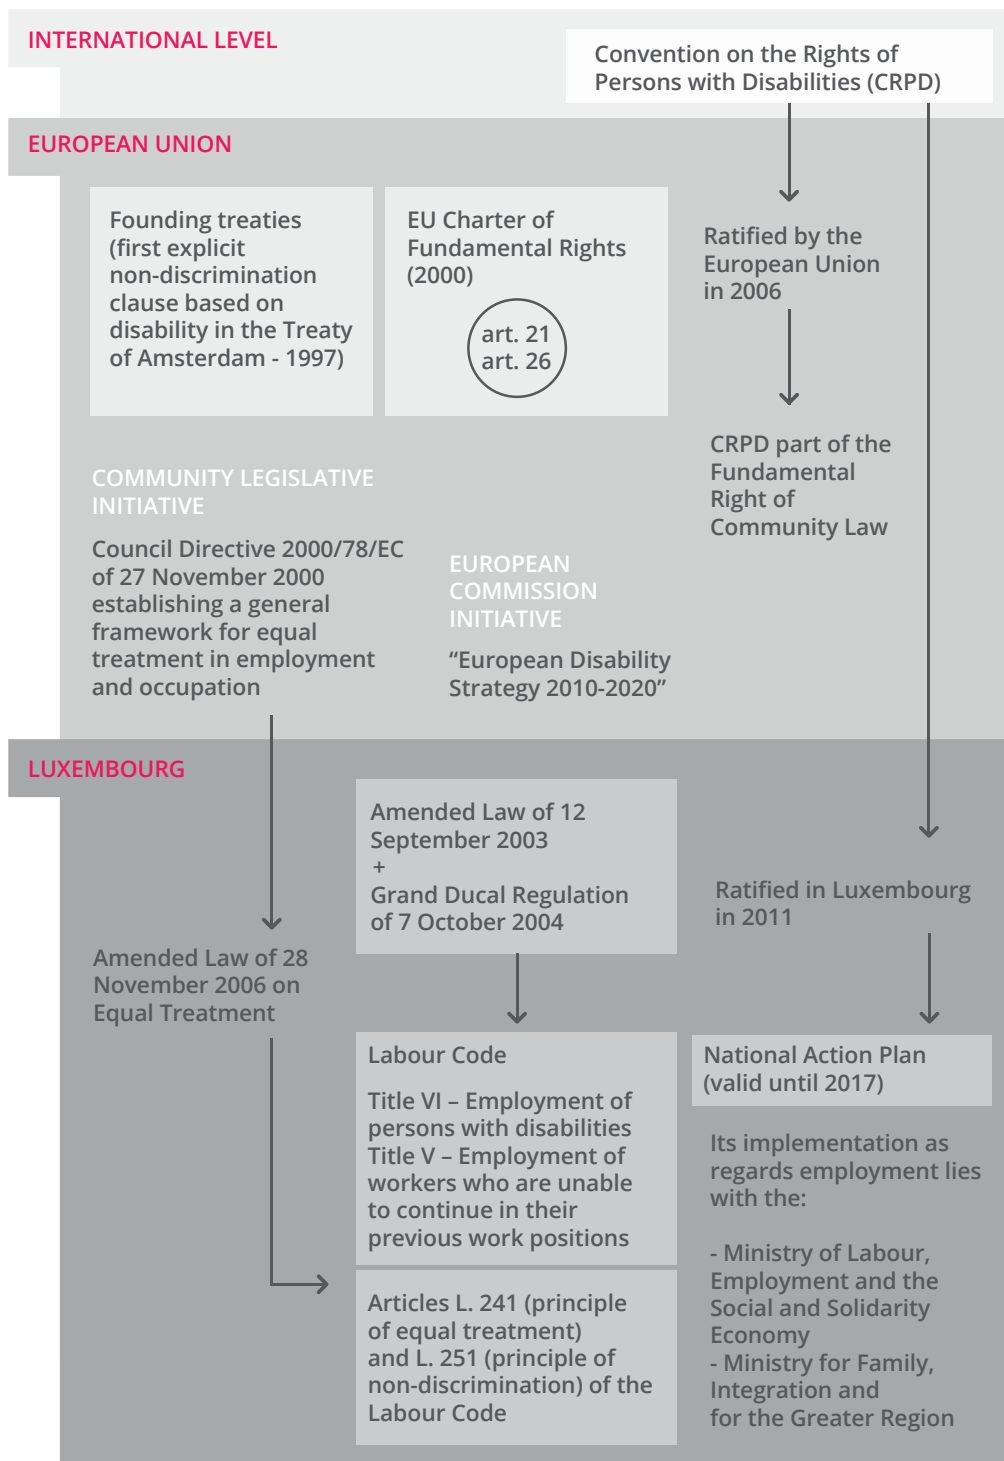 INTERNATIONAL LEVEL
Convention on the Rights of
Persons with Disabilities (CRPD)
EUROPEAN UNION
Founding treaties
(first explicit
non-discrimination
clause based on
disability in the Treaty
of Amsterdam - 1997)
EU Charter of
Fundamental Rights
(2000)
art. 21
art. 26
Ratified by the
European Union
in 2006
CRPD part of the
Fundamental
Right of
Community Law
COMMUNITY LEGISLATIVE
INITIATIVE
Council Directive 2000/78/EC
of 27 November 2000
establishing a general
framework for equal
treatment in employment
and occupation
EUROPEAN
COMMISSION
INITIATIVE
“European Disability
Strategy 2010-2020”
LUXEMBOURG
Amended Law of 28
November 2006 on
Equal Treatment
Amended Law of 12
September 2003
+
Grand Ducal Regulation
of 7 October 2004
Labour Code
Title VI – Employment of
persons with disabilities
Title V – Employment of
workers who are unable
to continue in their
previous work positions
Articles L. 241 (principle
of equal treatment)
and L. 251 (principle of
non-discrimination) of the
Labour Code
Ratified in Luxembourg
in 2011
National Action Plan
(valid until 2017)
Its implementation as
regards employment lies
with the:
- Ministry of Labour,
Employment and the
Social and Solidarity
Economy
- Ministry for Family,
Integration and
for the Greater Region